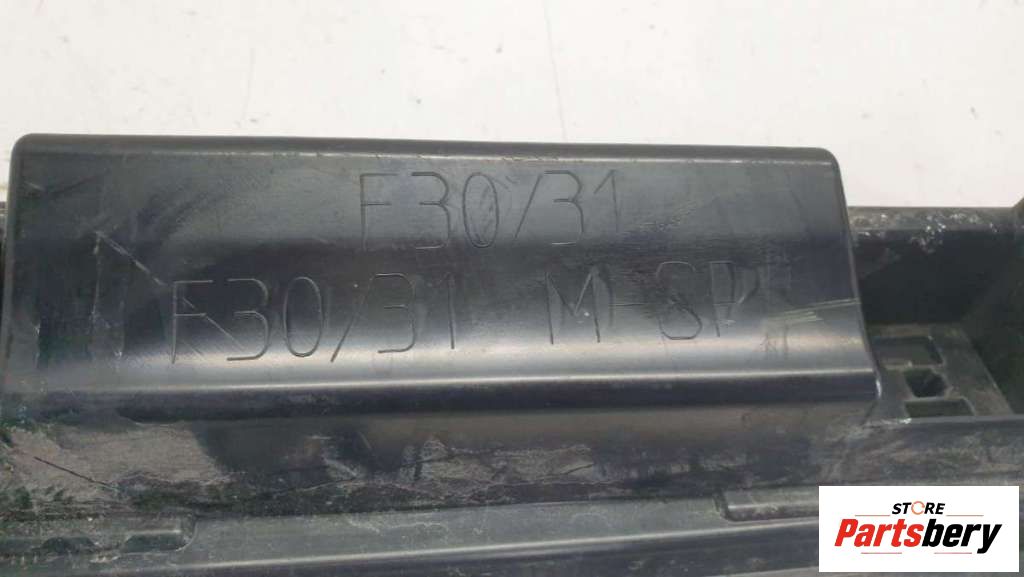 F30/31
F30/31 M-SP
STORE
Partsbery